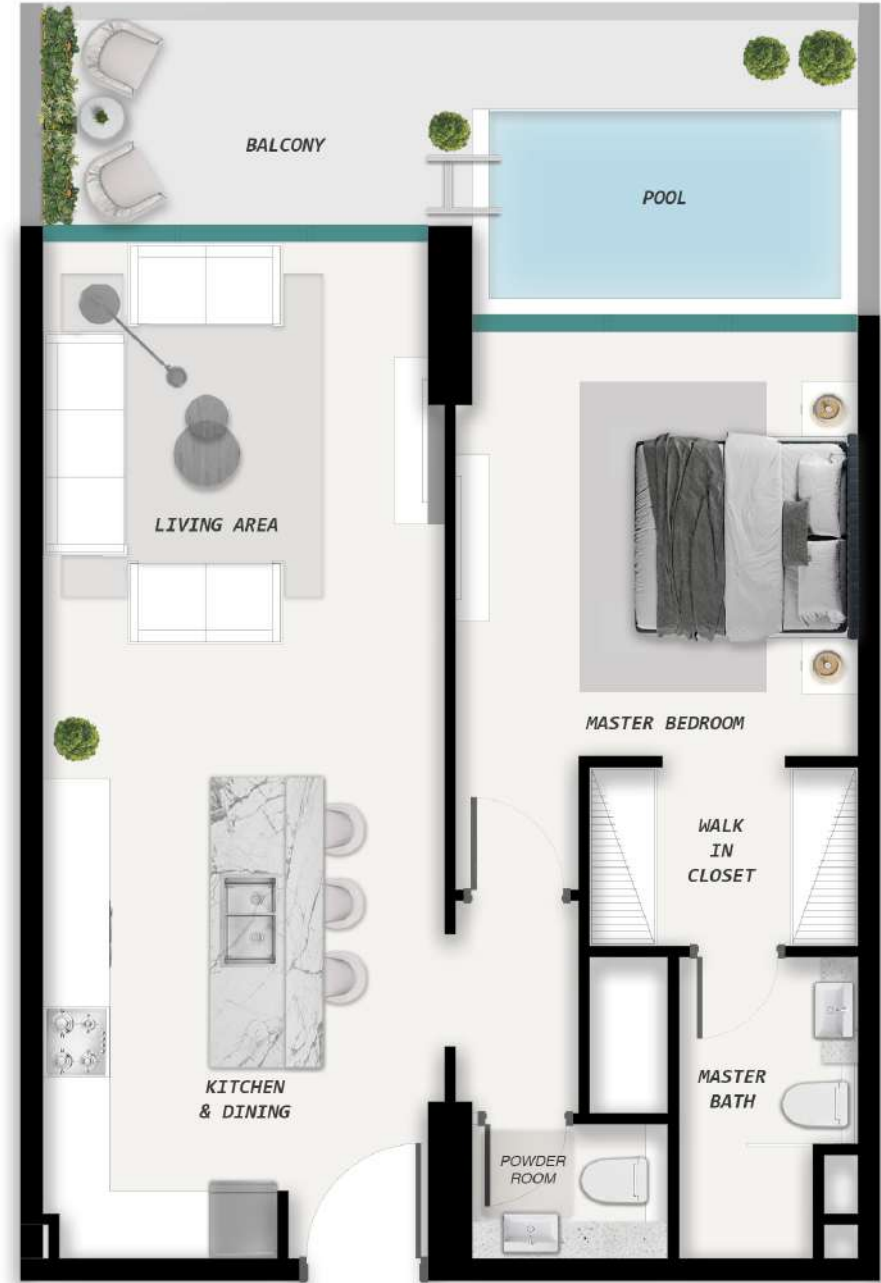 BALCONY
POOL
LIVING AREA
MASTER BEDROOM
WALK
IN
CLOSET
KITCHEN
& DINING
MASTER
BATH
POWDER
ROOM